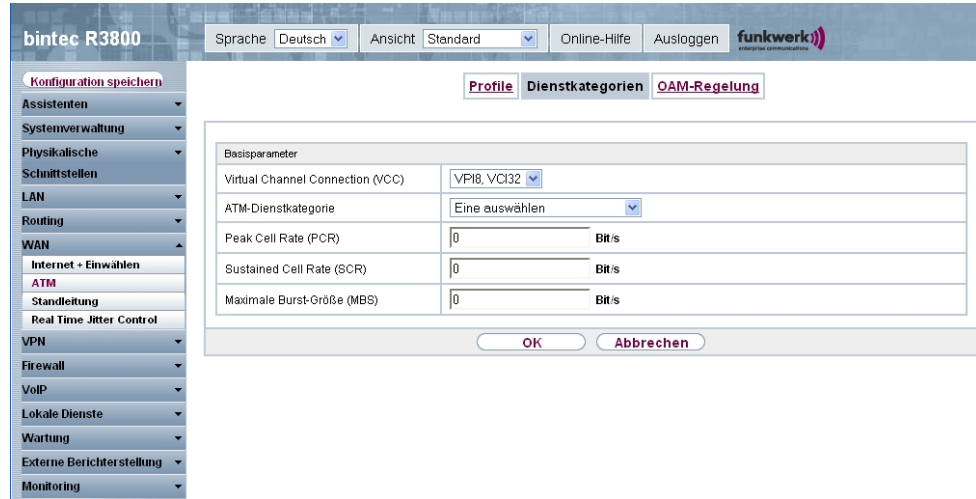 bintec R3800
Sprache Deutsch Ansicht Standard Online-Hilfe Ausloggen funkwerk
enterprise communications
Konfiguration speichern
Assistenten
Systemverwaltung
Physikalische
Schnittstellen
LAN
Routing
WAN
Internet + Einwählen
ATM
Standleitung
Real Time Jitter Control
VPN
Firewall
VoIP
Lokale Dienste
Wartung
Externe Berichterstellung
Monitoring
Profile Dienstkategorien OAM-Regelung
Basisparameter
Virtual Channel Connection (VCC) VPI8, VCI32
ATM-Dienstkategorie Eine auswählen
Peak Cell Rate (PCR) 0 Bit/s
Sustained Cell Rate (SCR) 0 Bit/s
Maximale Burst-Größe (MBS) 0 Bit/s
OK Abbrechen